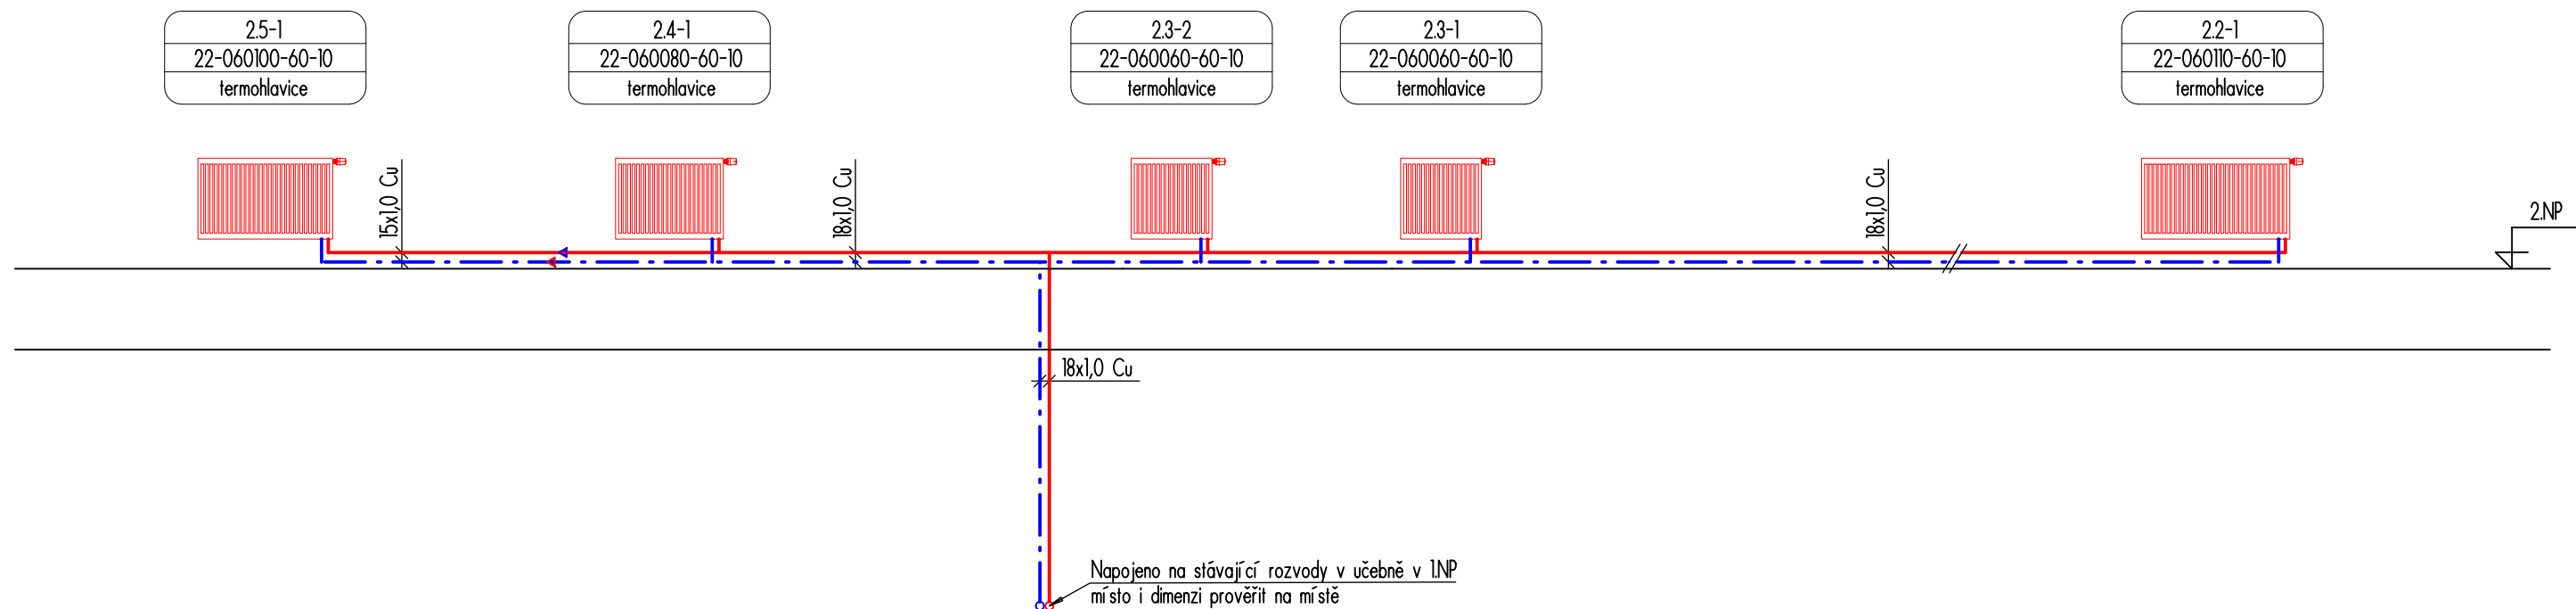 2.5-1
22-060100-60-10
termohlavice
2.4-1
22-060080-60-10
termohlavice
2.3-2
22-060060-60-10
termohlavice
2.3-1
22-060060-60-10
termohlavice
2.2-1
22-060110-60-10
termohlavice
15x1,0 Cu
18x1,0 Cu
18x1,0 Cu
2.NP
18x1,0 Cu
Napojeno na stávající rozvody v učebně v 1.NP
místo i dimenzi prověřit na místě